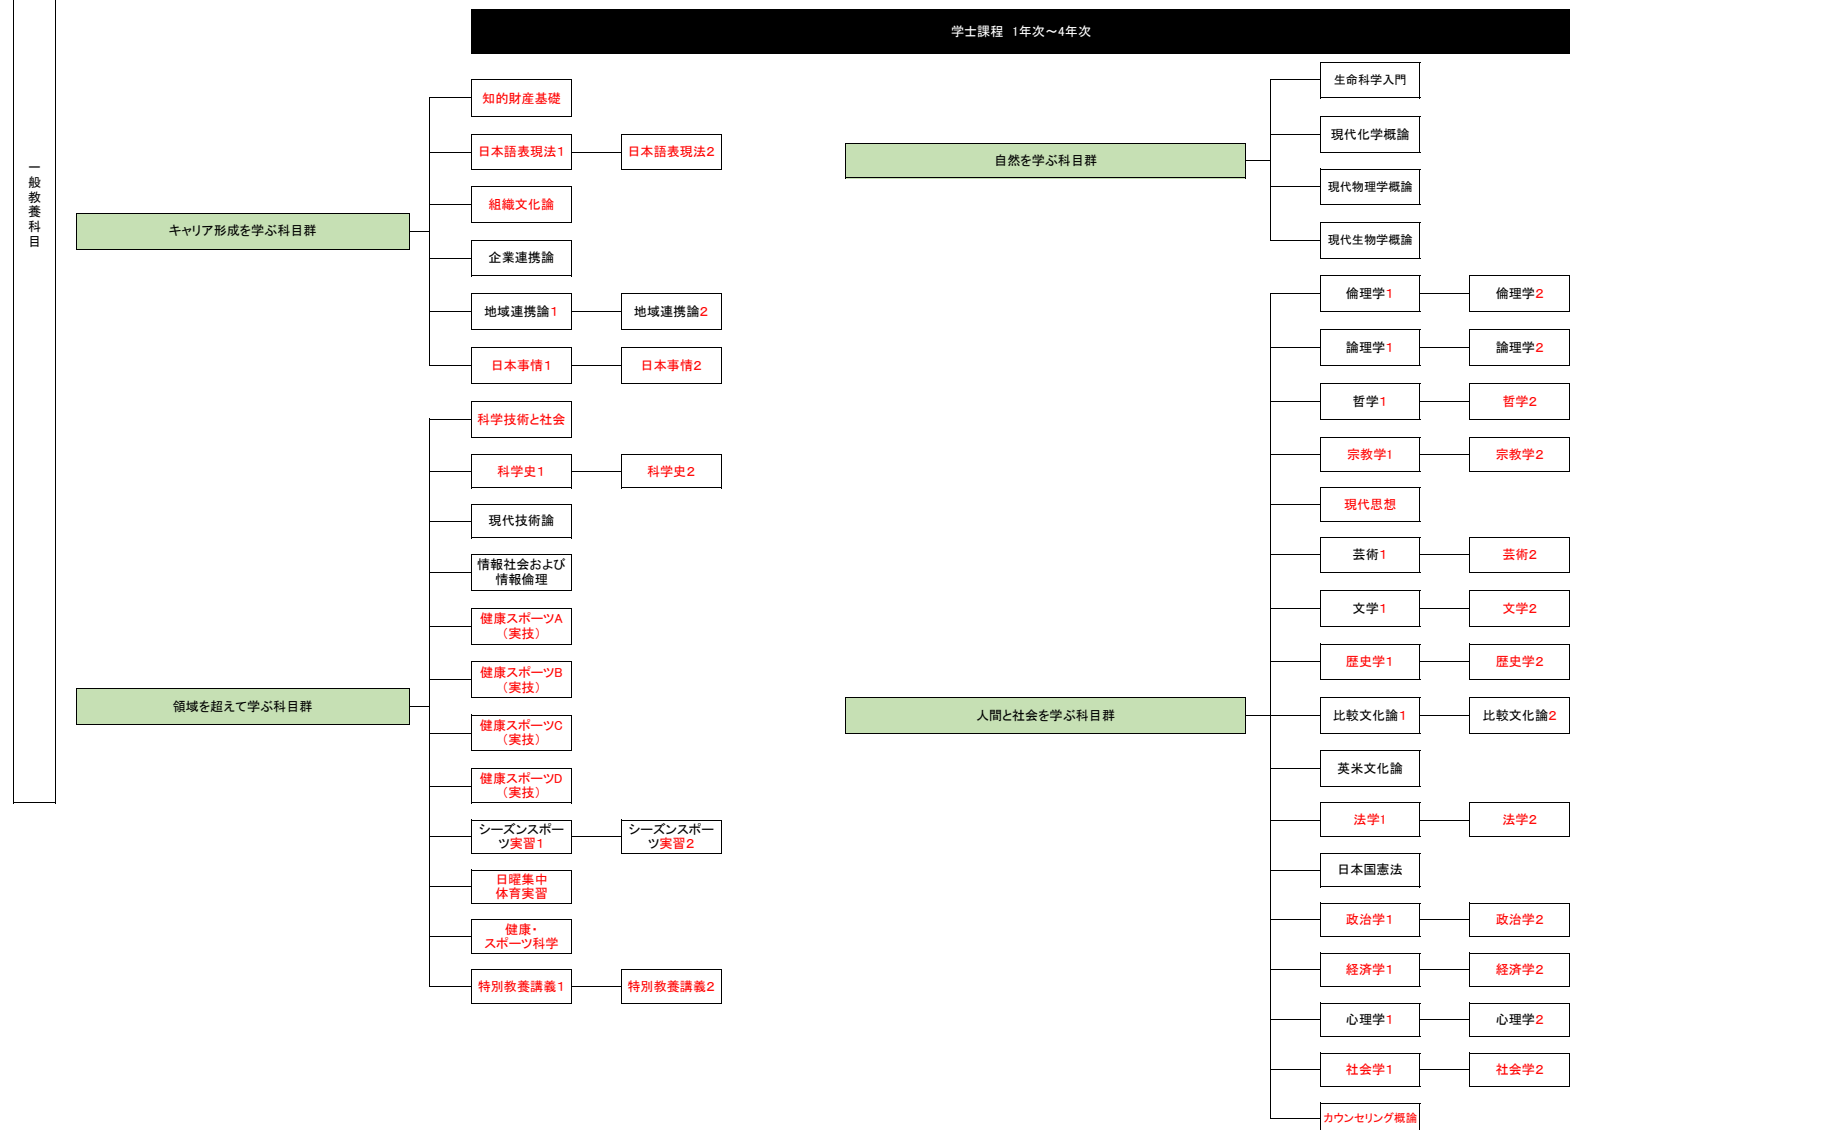 学士課程 1年次～4年次
一般教養科目
キャリア形成を学ぶ科目群
知的財産基礎
日本語表現法1
日本語表現法2
組織文化論
企業連携論
地域連携論1
地域連携論2
日本事情1
日本事情2
領域を超えて学ぶ科目群
科学技術と社会
科学史1
科学史2
現代技術論
情報社会および
情報倫理
健康スポーツA
（実技）
健康スポーツB
（実技）
健康スポーツC
（実技）
健康スポーツD
（実技）
シーズンスポー
ツ実習1
シーズンスポー
ツ実習2
日曜集中
体育実習
健康・
スポーツ科学
特別教養講義1
特別教養講義2
自然を学ぶ科目群
生命科学入門
現代化学概論
現代物理学概論
現代生物学概論
人間と社会を学ぶ科目群
倫理学1
倫理学2
論理学1
論理学2
哲学1
哲学2
宗教学1
宗教学2
現代思想
芸術1
芸術2
文学1
文学2
歴史学1
歴史学2
比較文化論1
比較文化論2
英米文化論
法学1
法学2
日本国憲法
政治学1
政治学2
経済学1
経済学2
心理学1
心理学2
社会学1
社会学2
カウンセリング概論